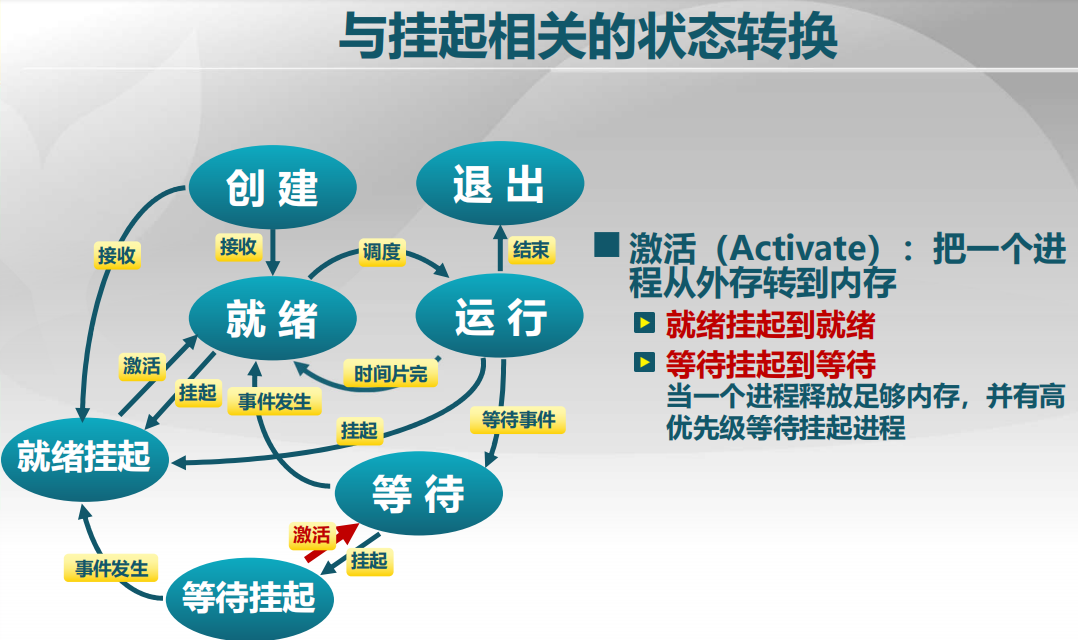 与挂起相关的状态转换
创 建
退 出
接收
接收
调度
结束
就 绪
运 行
激活
挂起
时间片完
事件发生
挂起
等待事件
就绪挂起
等 待
激活
挂起
事件发生
等待挂起
激活（Activate）：把一个进
程从外存转到内存
就绪挂起到就绪
等待挂起到等待
当一个进程释放足够内存，并有高
优先级等待挂起进程